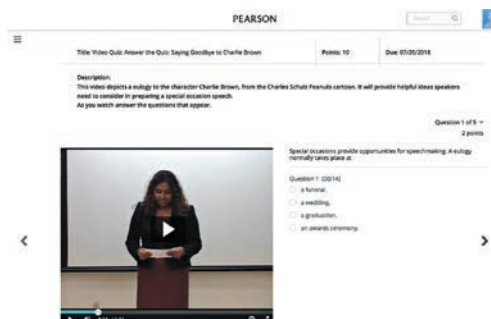 PEARSON
Search
Title: Video Quiz: Answer the Quiz: Saying Goodbye to Charlie Brown
Points: 10
Due: 07/20/2018
Description:
This video depicts a eulogy to the character Charlie Brown, from the Charles Schulz Peanuts cartoon. It will provide helpful ideas speakers
need to consider in preparing a special occasion speech.
As you watch answer the questions that appear.
Question 1 of 5
2 points
Special occasions provide opportunities for speechmaking. A eulogy
normally takes place at
Question 1 (00:14)
a funeral.
a wedding.
a graduation.
an awards ceremony.